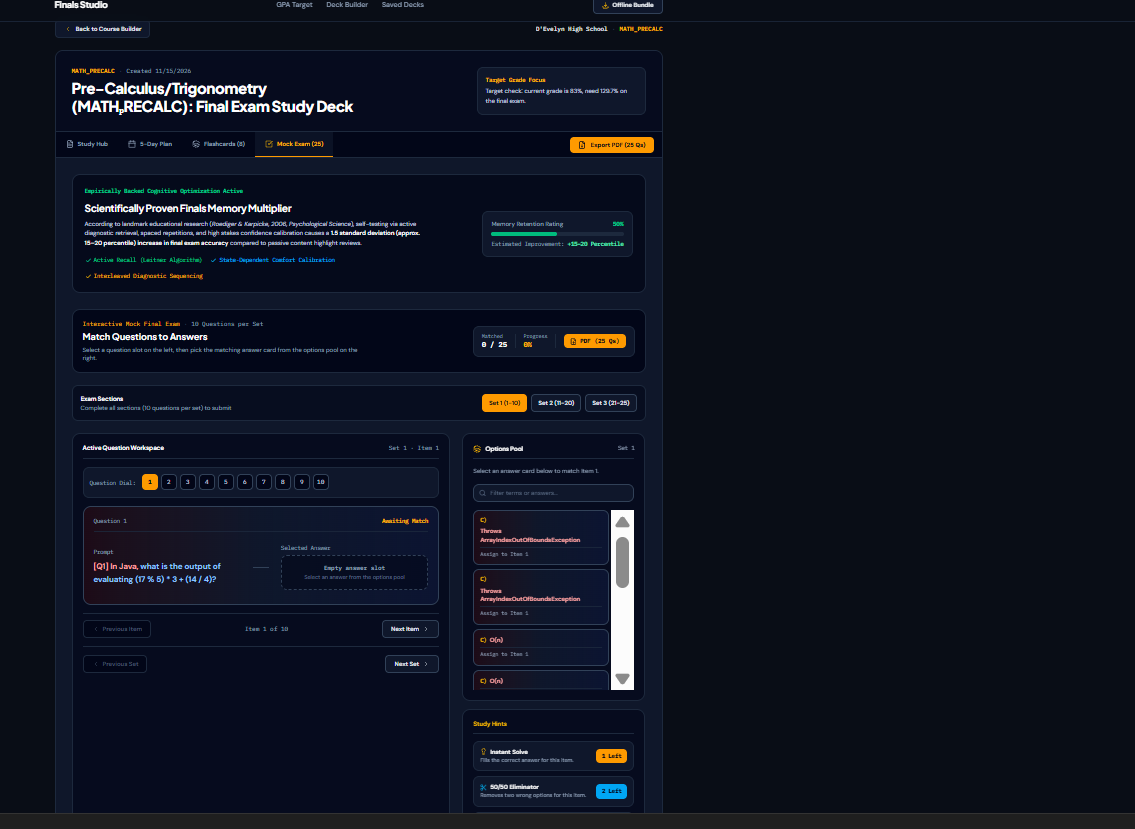 Finals Studio
GPA Target
Deck Builder
Saved Decks
Offline Bundle
Back to Course Builder
D'Evelyn High School · MATH_PRECALC
MATH_PRECALC · Created 11/15/2026
Pre-Calculus/Trigonometry
(MATH_PRECALC): Final Exam Study Deck
Target Grade Focus
Target check: current grade is 83%, need 129.7% on
the final exam.
Study Hub
5-Day Plan
Flashcards (8)
Mock Exam (25)
Export PDF (25 Qs)
Empirically Backed Cognitive Optimization Active
Scientifically Proven Finals Memory Multiplier
According to landmark educational research (Roediger & Karpicke, 2006, Psychological Science), self-testing via active
diagnostic retrieval, spaced repetitions, and high stakes confidence calibration causes a 1.5 standard deviation (approx.
15–20 percentile) increase in final exam accuracy compared to passive content highlight reviews.
✓ Active Recall (Leitner Algorithm)
✓ State-Dependent Comfort Calibration
✓ Interleaved Diagnostic Sequencing
Memory Retention Rating
50%
Estimated Improvement: +15-20 Percentile
Interactive Mock Final Exam · 10 Questions per Set
Match Questions to Answers
Select a question slot on the left, then pick the matching answer card from the options pool on the
right.
Matched
0 / 25
Progress
0%
PDF (25 Qs)
Exam Sections
Complete all sections (10 questions per set) to submit
Set 1 (1-10)
Set 2 (11-20)
Set 3 (21-25)
Active Question Workspace
Set 1 · Item 1
Question Dial:
1
2
3
4
5
6
7
8
9
10
Question 1
Awaiting Match
Prompt
[Q1] In Java, what is the output of
evaluating (17 % 5) * 3 + (14 / 4)?
Selected Answer
Empty answer slot
Select an answer from the options pool
Previous Item
Item 1 of 10
Next Item
Previous Set
Next Set
Options Pool
Set 1
Select an answer card below to match Item 1.
Filter terms or answers...
Throws
ArrayIndexOutOfBoundsException
Assign to Item 1
Throws
ArrayIndexOutOfBoundsException
Assign to Item 1
O(n)
Assign to Item 1
O(n)
Study Hints
Instant Solve
Fills the correct answer for this item.
1 Left
50/50 Eliminator
Removes two wrong options for this item.
2 Left